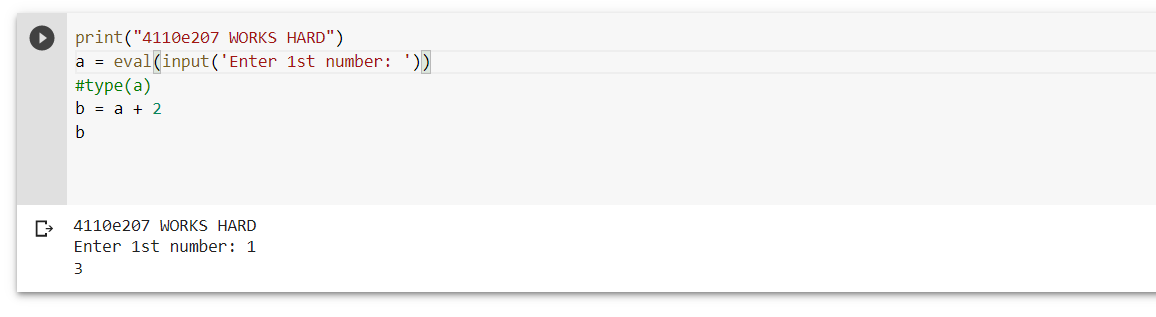 print("4110e207 WORKS HARD")
a = eval(input('Enter 1st number: '))
#type(a)
b = a + 2
b
4110e207 WORKS HARD
Enter 1st number: 1
3